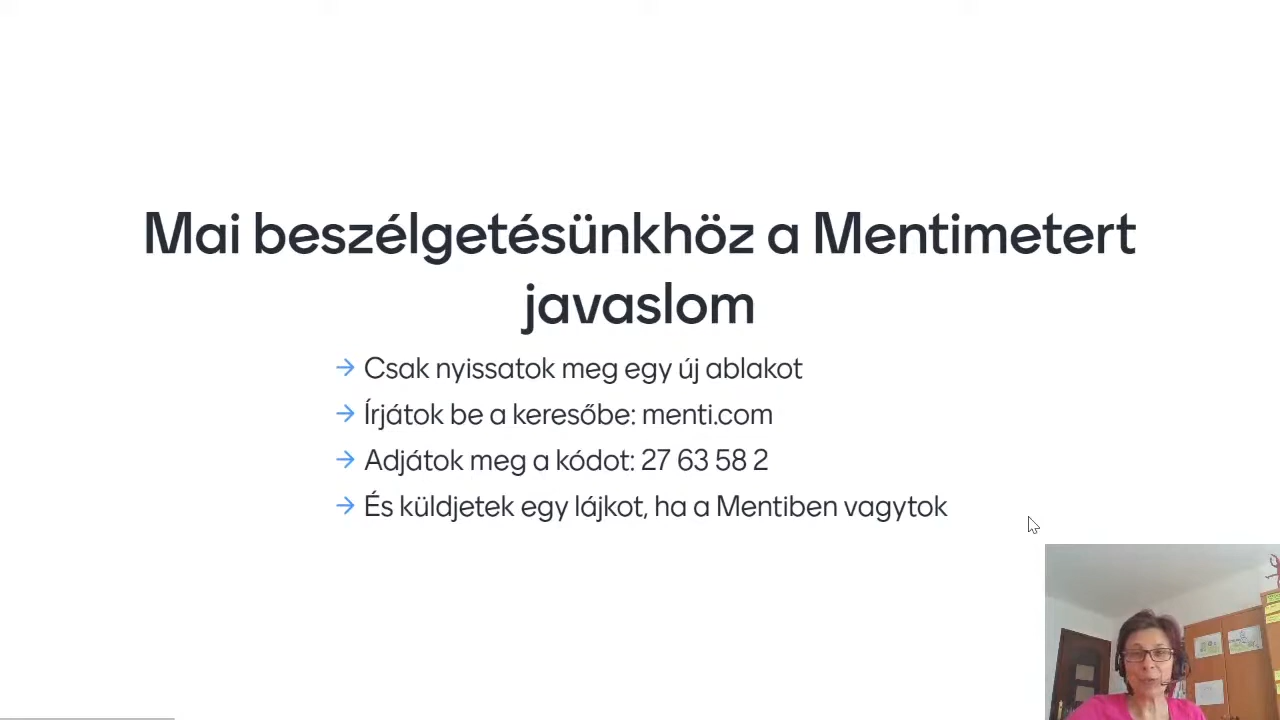 Mai beszélgetésünkhöz a Mentimetert
javaslom
→ Csak nyissatok meg egy új ablakot
→ Írjátok be a keresőbe: menti.com
→ Adjátok meg a kódot: 27 63 58 2
→ És küldjetek egy lájkot, ha a Mentiben vagytok